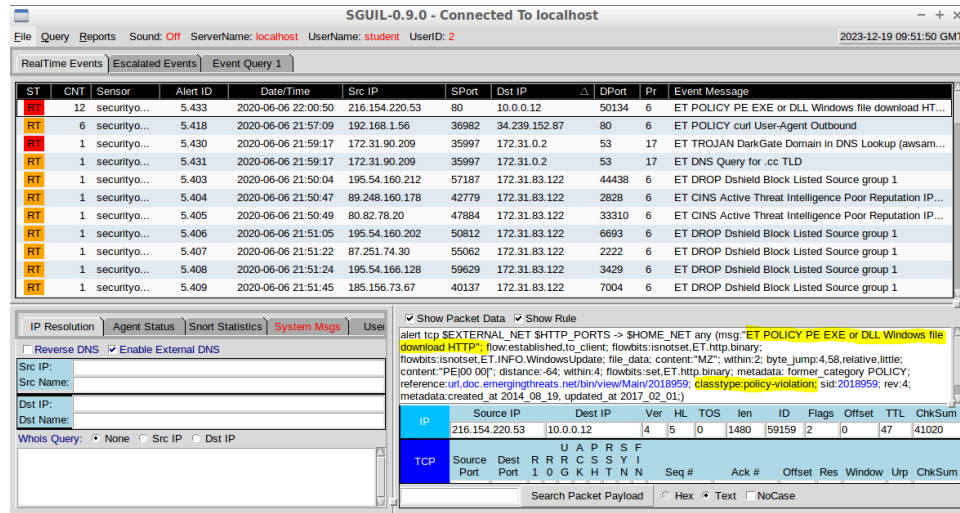 SGUIL-0.9.0 - Connected To localhost
File Query Reports Sound: Off ServerName: localhost UserName: student UserID: 2 2023-12-19 09:51:50 GMT
RealTime Events Escalated Events Event Query 1
ST CNT Sensor Alert ID Date/Time Src IP SPort Dst IP DPort Pr Event Message
RT 12 securityo... 5.433 2020-06-06 22:00:50 216.154.220.53 80 10.0.0.12 50134 6 ET POLICY PE EXE or DLL Windows file download HT...
RT 6 securityo... 5.418 2020-06-06 21:57:09 192.168.1.56 36982 34.239.152.87 80 6 ET POLICY curl User-Agent Outbound
RT 1 securityo... 5.430 2020-06-06 21:59:17 172.31.90.209 35997 172.31.0.2 53 17 ET TROJAN DarkGate Domain in DNS Lookup (awsam...
RT 1 securityo... 5.431 2020-06-06 21:59:17 172.31.90.209 35997 172.31.0.2 53 17 ET DNS Query for .cc TLD
RT 1 securityo... 5.403 2020-06-06 21:50:04 195.54.160.212 57187 172.31.83.122 44438 6 ET DROP Dshield Block Listed Source group 1
RT 1 securityo... 5.404 2020-06-06 21:50:47 89.248.160.178 42779 172.31.83.122 2828 6 ET CINS Active Threat Intelligence Poor Reputation IP...
RT 1 securityo... 5.405 2020-06-06 21:50:49 80.82.78.20 47884 172.31.83.122 33310 6 ET CINS Active Threat Intelligence Poor Reputation IP...
RT 1 securityo... 5.406 2020-06-06 21:51:05 195.54.160.202 50812 172.31.83.122 6693 6 ET DROP Dshield Block Listed Source group 1
RT 1 securityo... 5.407 2020-06-06 21:51:22 87.251.74.30 55062 172.31.83.122 2222 6 ET DROP Dshield Block Listed Source group 1
RT 1 securityo... 5.408 2020-06-06 21:51:24 195.54.166.128 59629 172.31.83.122 3429 6 ET DROP Dshield Block Listed Source group 1
RT 1 securityo... 5.409 2020-06-06 21:51:45 185.156.73.67 40137 172.31.83.122 7004 6 ET DROP Dshield Block Listed Source group 1
IP Resolution Agent Status Snort Statistics System Msgs User
Reverse DNS Enable External DNS
Src IP:
Src Name:
Dst IP:
Dst Name:
Whois Query: None Src IP Dst IP
Show Packet Data Show Rule
alert tcp $EXTERNAL_NET $HTTP_PORTS -> $HOME_NET any (msg:"ET POLICY PE EXE or DLL Windows file
download HTTP"; flow:established,to_client; flowbits:isnotset,ET.http.binary;
flowbits:isnotset,ET.INFO.WindowsUpdate; file_data; content:"MZ"; within:2; byte_jump:4,58,relative,little;
content:"PE|00 00|"; distance:-64; within:4; flowbits:set,ET.http.binary; metadata: former_category POLICY;
reference:url,doc.emergingthreats.net/bin/view/Main/2018959; classtype:policy-violation; sid:2018959; rev:4;
metadata:created_at 2014_08_19, updated_at 2017_02_01;)
IP
Source IP Dest IP Ver HL TOS len ID Flags Offset TTL ChkSum
216.154.220.53 10.0.0.12 4 5 0 1480 59159 2 0 47 41020
TCP
U A P R S F
Source Dest R R R C S S Y I
Port Port 1 0 G K H T N N Seq # Ack # Offset Res Window Urp ChkSum
Search Packet Payload Hex Text NoCase